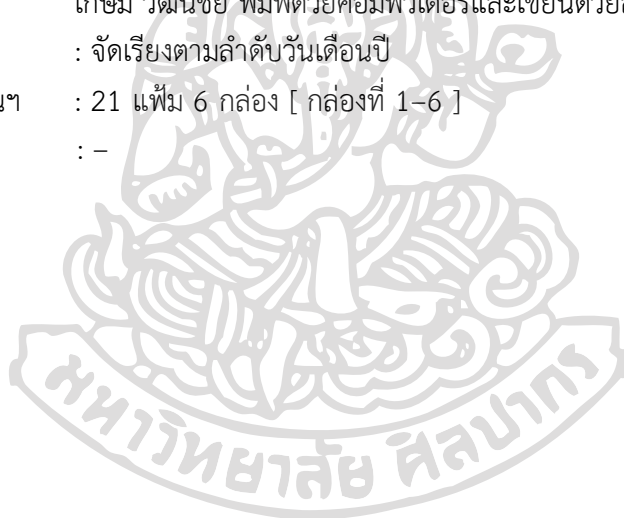 เกษม วัฒนชัย พิมพ์ด้วยคอมพิวเตอร์และเขียนด้วย
: จัดเรียงตามลำดับวันเดือนปี
นฯ : 21 แฟ้ม 6 กล่อง [ กล่องที่ 1–6 ]
: –
มหาวิทยาลัย ศิลปากร